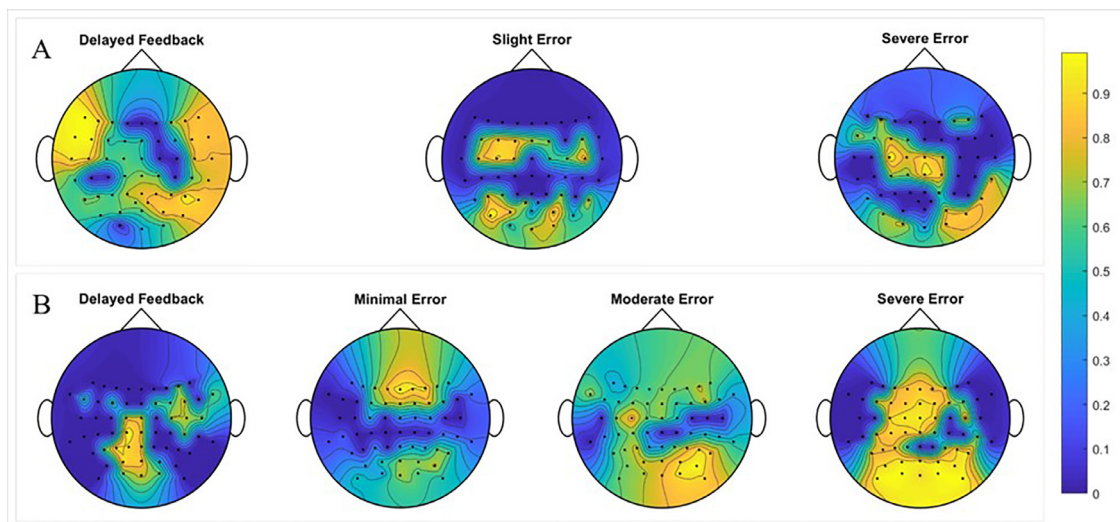 A
Delayed Feedback
Slight Error
Severe Error
B
Delayed Feedback
Minimal Error
Moderate Error
Severe Error
0.9
0.8
0.7
0.6
0.5
0.4
0.3
0.2
0.1
0